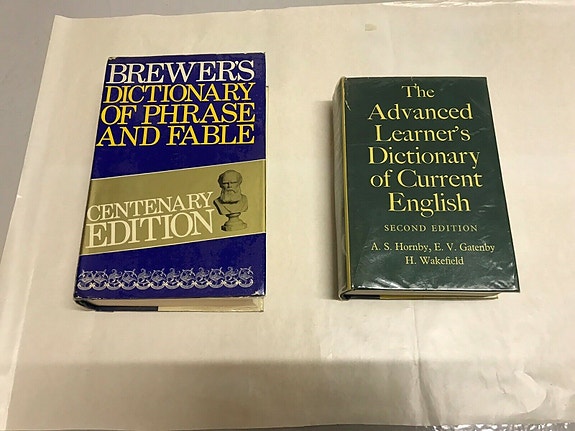 BREWER'S
DICTIONARY
OF PHRASE
AND FABLE
CENTENARY
EDITION
The
Advanced
Learner's
Dictionary
of Current
English
SECOND EDITION
A. S. Hornby, E. V. Gatenby
H. Wakefield